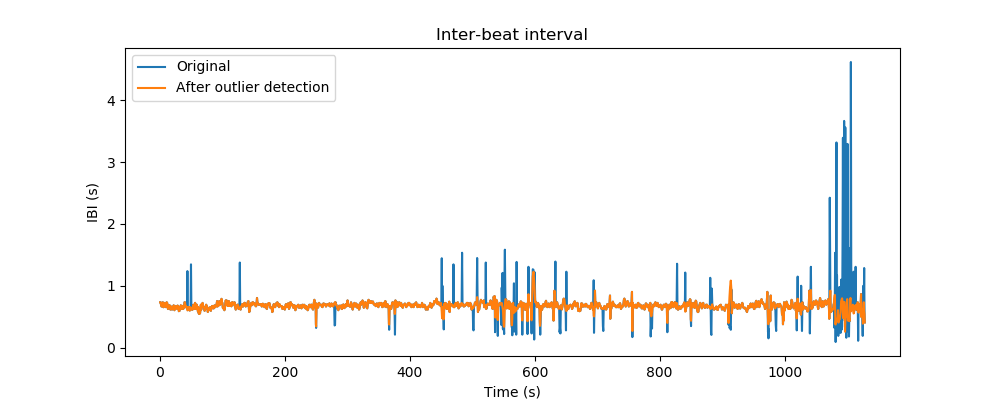 Inter-beat interval
Original
After outlier detection
4
3
2
1
0
IBI (s)
0 200 400 600 800 1000
Time (s)